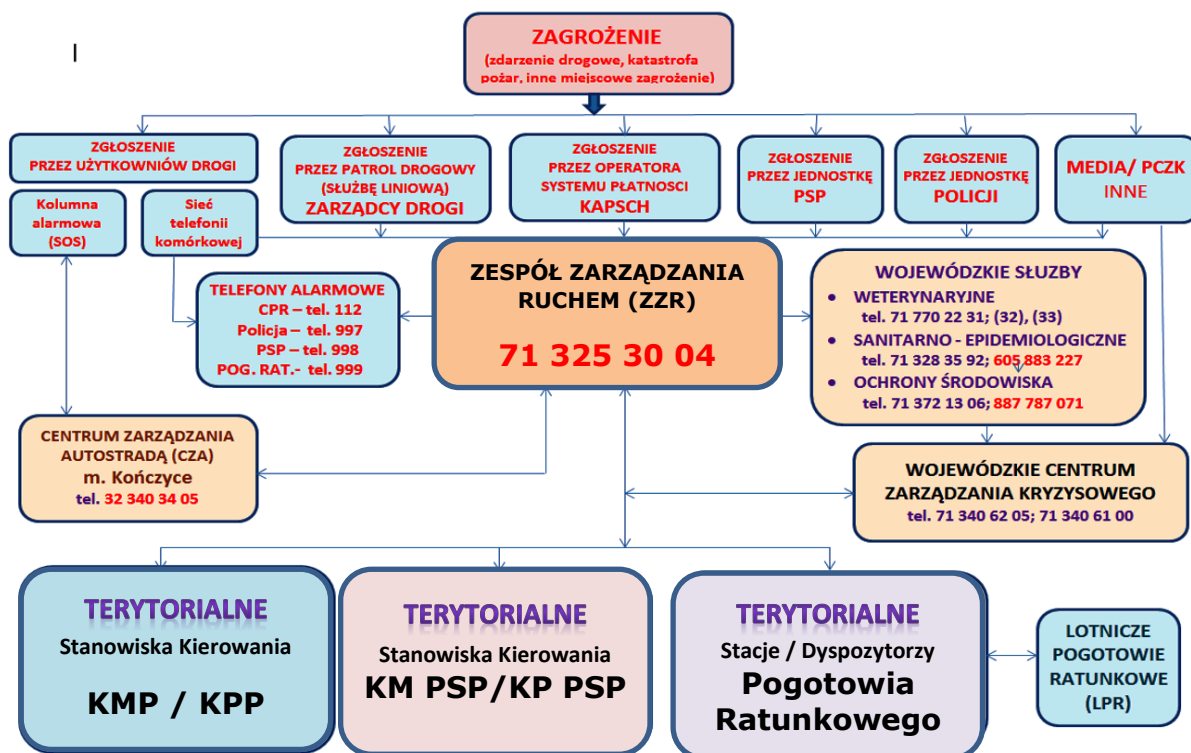 |
ZAGROŻENIE
(zdarzenie drogowe, katastrofa
pożar, inne miejscowe zagrożenie)
ZGŁOSZENIE
PRZEZ UŻYTKOWNIÓW DROGI
ZGŁOSZENIE
PRZEZ PATROL DROGOWY
(SŁUŻBĘ LINIOWĄ)
ZARZĄDCY DROGI
ZGŁOSZENIE
PRZEZ OPERATORA
SYSTEMU PŁATNOSCI
KAPSCH
ZGŁOSZENIE
PRZEZ JEDNOSTKĘ
PSP
ZGŁOSZENIE
PRZEZ JEDNOSTKĘ
POLICJI
MEDIA/ PCZK
INNE
Kolumna
alarmowa
(SOS)
Sieć
telefonii
komórkowej
TELEFONY ALARMOWE
CPR – tel. 112
Policja – tel. 997
PSP – tel. 998
POG. RAT.- tel. 999
ZESPÓŁ ZARZĄDZANIA
RUCHEM (ZZR)
71 325 30 04
WOJEWÓDZKIE SŁUZBY
• WETERYNARYJNE
tel. 71 770 22 31; (32), (33)
• SANITARNO - EPIDEMIOLOGICZNE
tel. 71 328 35 92; 605 883 227
• OCHRONY ŚRODOWISKA
tel. 71 372 13 06; 887 787 071
CENTRUM ZARZĄDZANIA
AUTOSTRADĄ (CZA)
m. Kończyce
tel. 32 340 34 05
WOJEWÓDZKIE CENTRUM
ZARZĄDZANIA KRYZYSOWEGO
tel. 71 340 62 05; 71 340 61 00
TERYTORIALNE
Stanowiska Kierowania
KMP / KPP
TERYTORIALNE
Stanowiska Kierowania
KM PSP/KP PSP
TERYTORIALNE
Stacje / Dyspozytorzy
Pogotowia
Ratunkowego
LOTNICZE
POGOTOWIE
RATUNKOWE
(LPR)